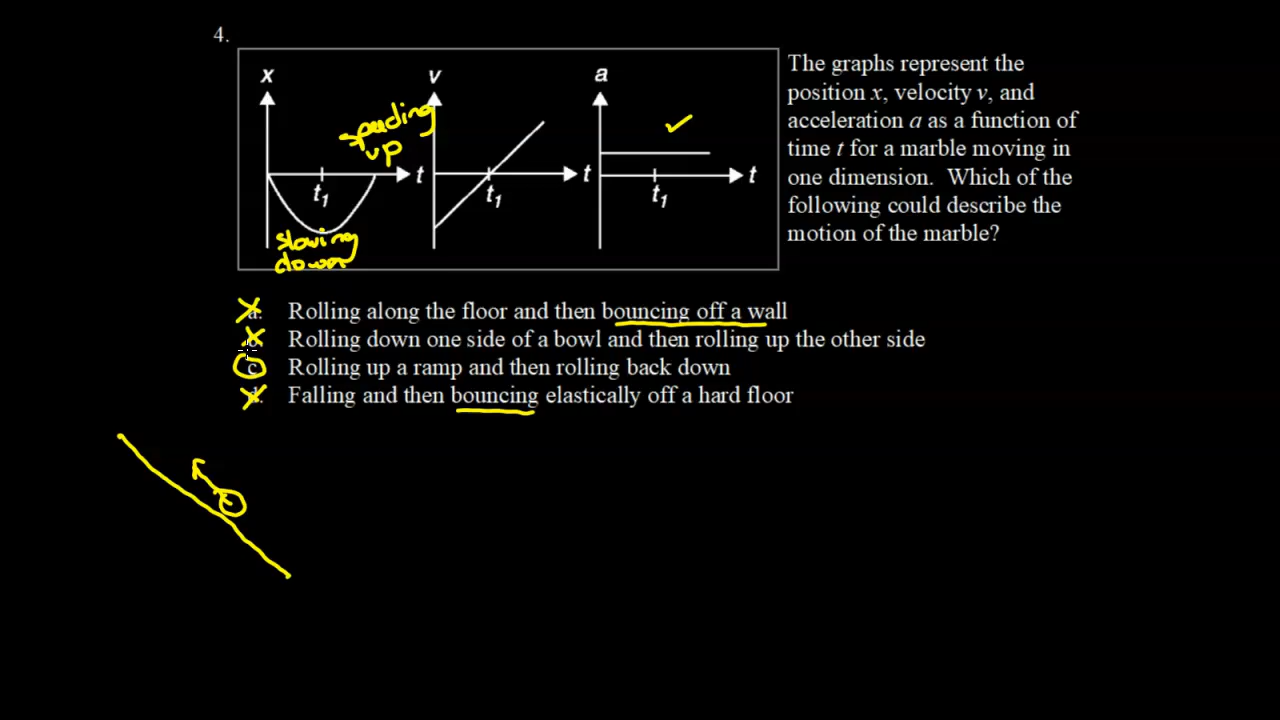 4.
x
v
a
speeding
up
t
t
t
t1
t1
t1
slowing
down
The graphs represent the
position x, velocity v, and
acceleration a as a function of
time t for a marble moving in
one dimension. Which of the
following could describe the
motion of the marble?
a. Rolling along the floor and then bouncing off a wall
Rolling down one side of a bowl and then rolling up the other side
c. Rolling up a ramp and then rolling back down
d. Falling and then bouncing elastically off a hard floor